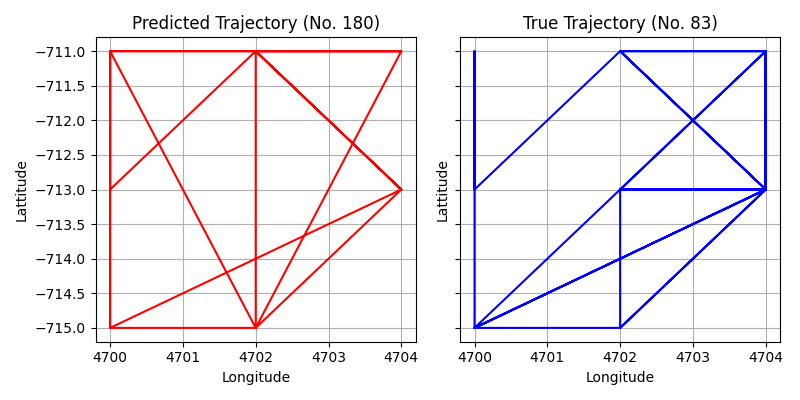 Predicted Trajectory (No. 180)
Lattitude
−711.0
−711.5
−712.0
−712.5
−713.0
−713.5
−714.0
−714.5
−715.0
4700 4701 4702 4703 4704
Longitude
True Trajectory (No. 83)
Lattitude
4700 4701 4702 4703 4704
Longitude